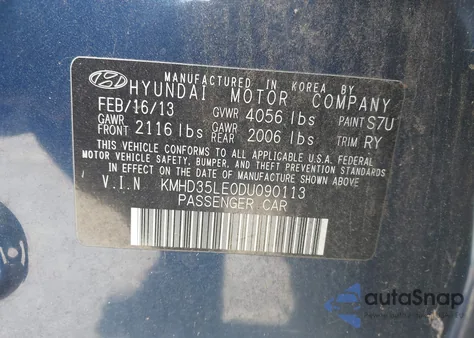 MANUFACTURED IN KOREA BY
HYUNDAI MOTOR COMPANY
FEB/16/13 GVWR 4056 lbs PAINT S7U
GAWR FRONT 2116 lbs GAWR REAR 2006 lbs TRIM RY
THIS VEHICLE CONFORMS TO ALL APPLICABLE U.S.A FEDERAL
MOTOR VEHICLE SAFETY, BUMPER, AND THEFT PREVENTION STANDARDS
IN EFFECT ON THE DATE OF MANUFACTURE SHOWN ABOVE
V.I.N KMHD35LE0DU090113
PASSENGER CAR
autoSnap